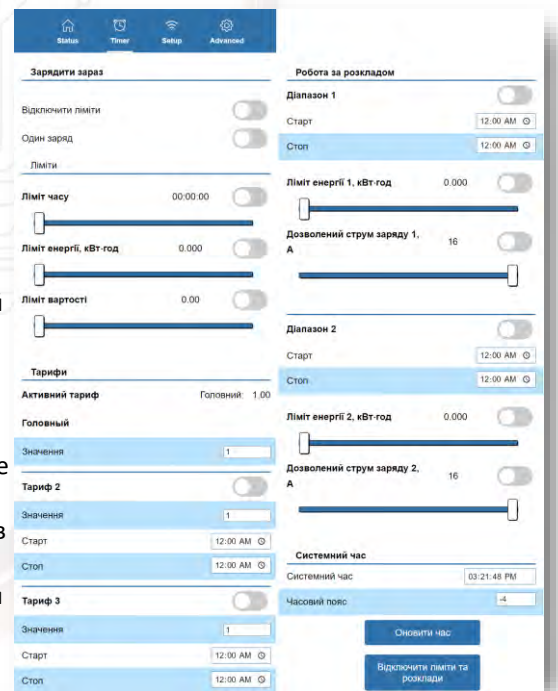 Status Timer Setup Advanced
Зарядити зараз
Відключити ліміти
Один заряд
Ліміти
Ліміт часу 00:00:00
Ліміт енергії, кВт-год 0.000
Ліміт вартості 0.00
Тарифи
Активний тариф Головний: 1.00
Головный
Значення 1
Тариф 2
Значення 1
Старт 12:00 AM
Стоп 12:00 AM
Тариф 3
Значення 1
Старт 12:00 AM
Стоп 12:00 AM
Робота за розкладом
Діапазон 1
Старт 12:00 AM
Стоп 12:00 AM
Ліміт енергії 1, кВт-год 0.000
Дозволений струм заряду 1, 16
А
Діапазон 2
Старт 12:00 AM
Стоп 12:00 AM
Ліміт енергії 2, кВт-год 0.000
Дозволений струм заряду 2, 16
А
Системний час
Системний час 03:21:48 PM
Часовий пояс -4
Оновити час
Відключити ліміти та
розклади